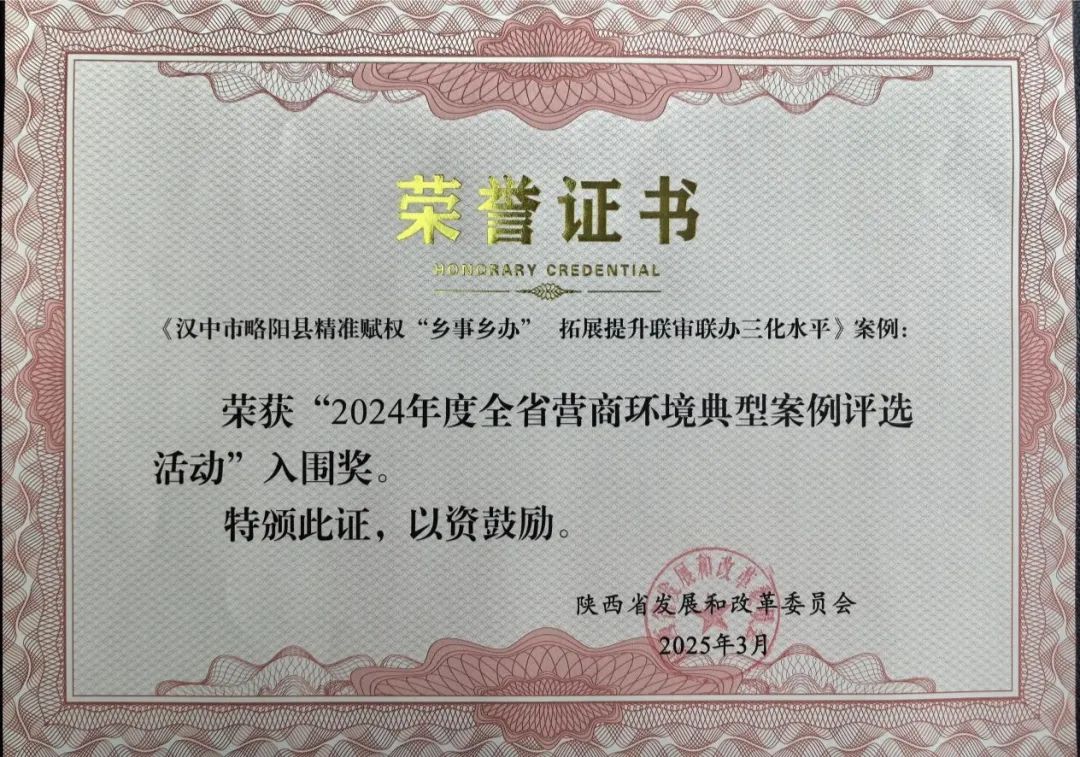 荣誉证书
HONORARY CREDENTIAL
《汉中市略阳县精准赋权“乡事乡办” 拓展提升联审联办三化水平》案例：
荣获“2024年度全省营商环境典型案例评选
活动”入围奖。
特颁此证，以资鼓励。
陕西省发展和改革委员会
2025年3月